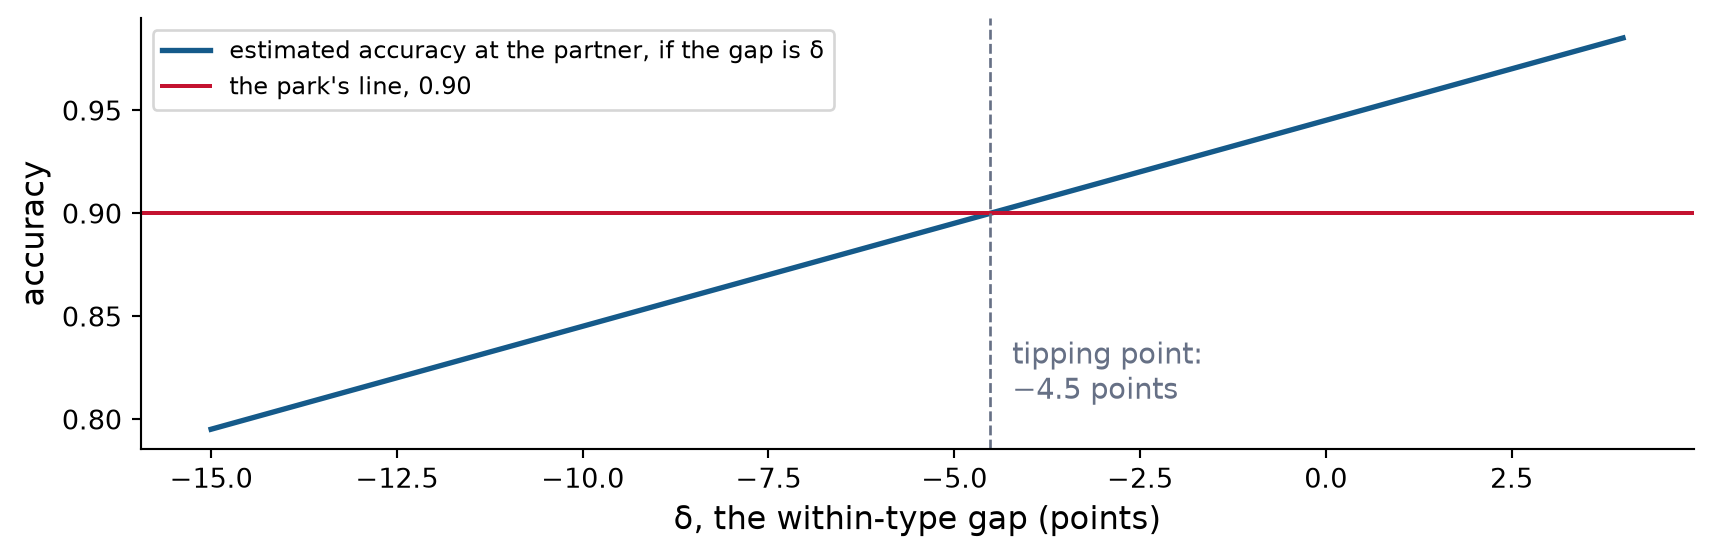 estimated accuracy at the partner, if the gap is δ
the park's line, 0.90
accuracy
0.95
0.90
0.85
0.80
tipping point:
−4.5 points
−15.0
−12.5
−10.0
−7.5
−5.0
−2.5
0.0
2.5
δ, the within-type gap (points)